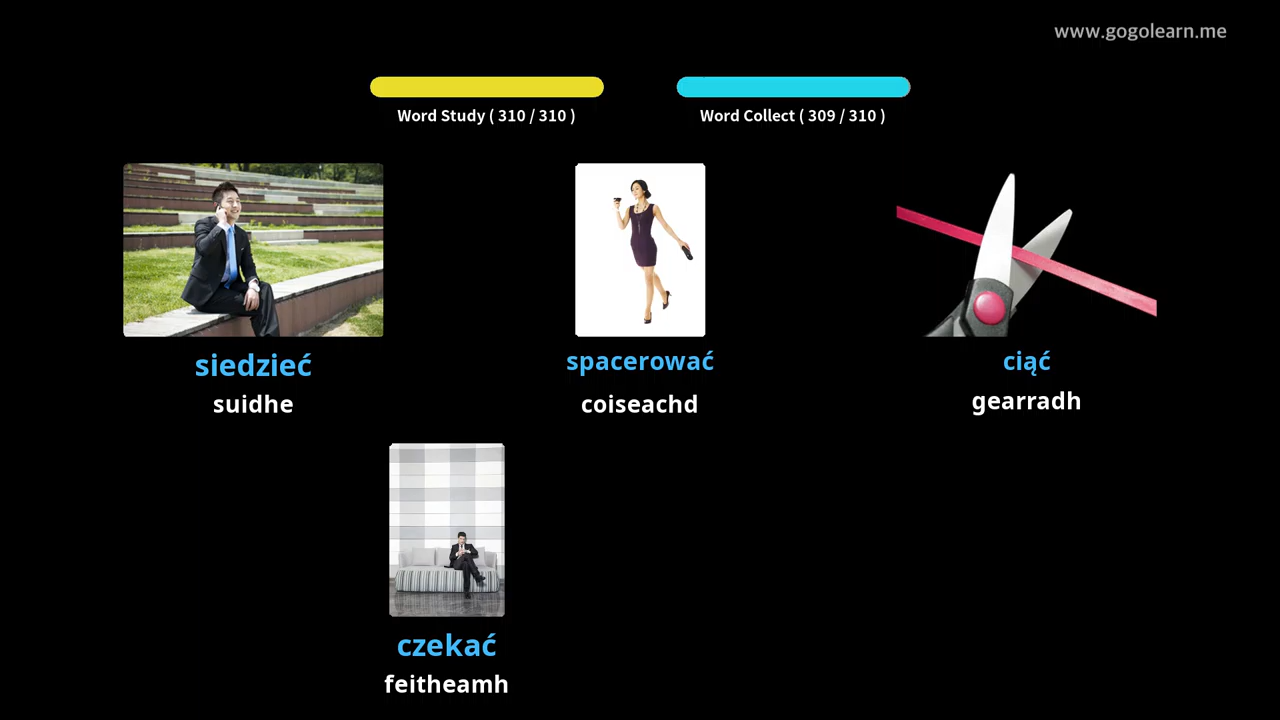 www.gogolearn.me
Word Study ( 310 / 310 )
Word Collect ( 309 / 310 )
siedzieć
suidhe
spacerować
coiseachd
ciąć
gearradh
czekać
feitheamh